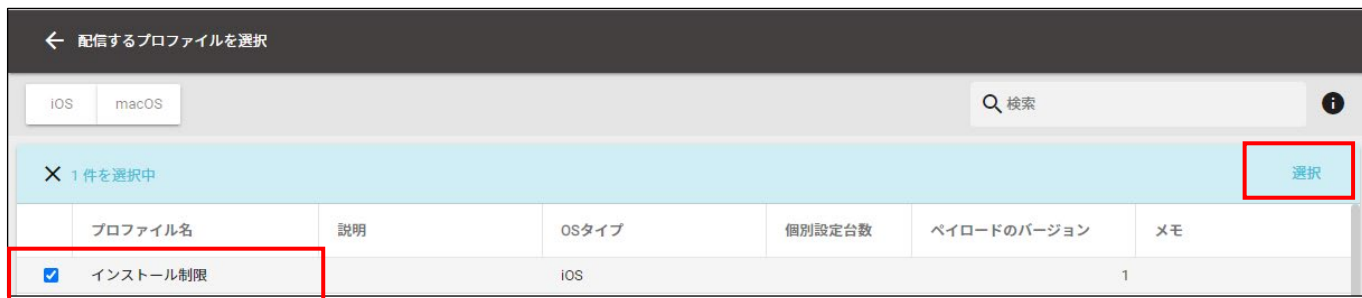 配信するプロファイルを選択
iOS macOS 検索
1 件を選択中 選択
プロファイル名 説明 OSタイプ 個別設定台数 ペイロードのバージョン メモ
インストール制限 iOS 1